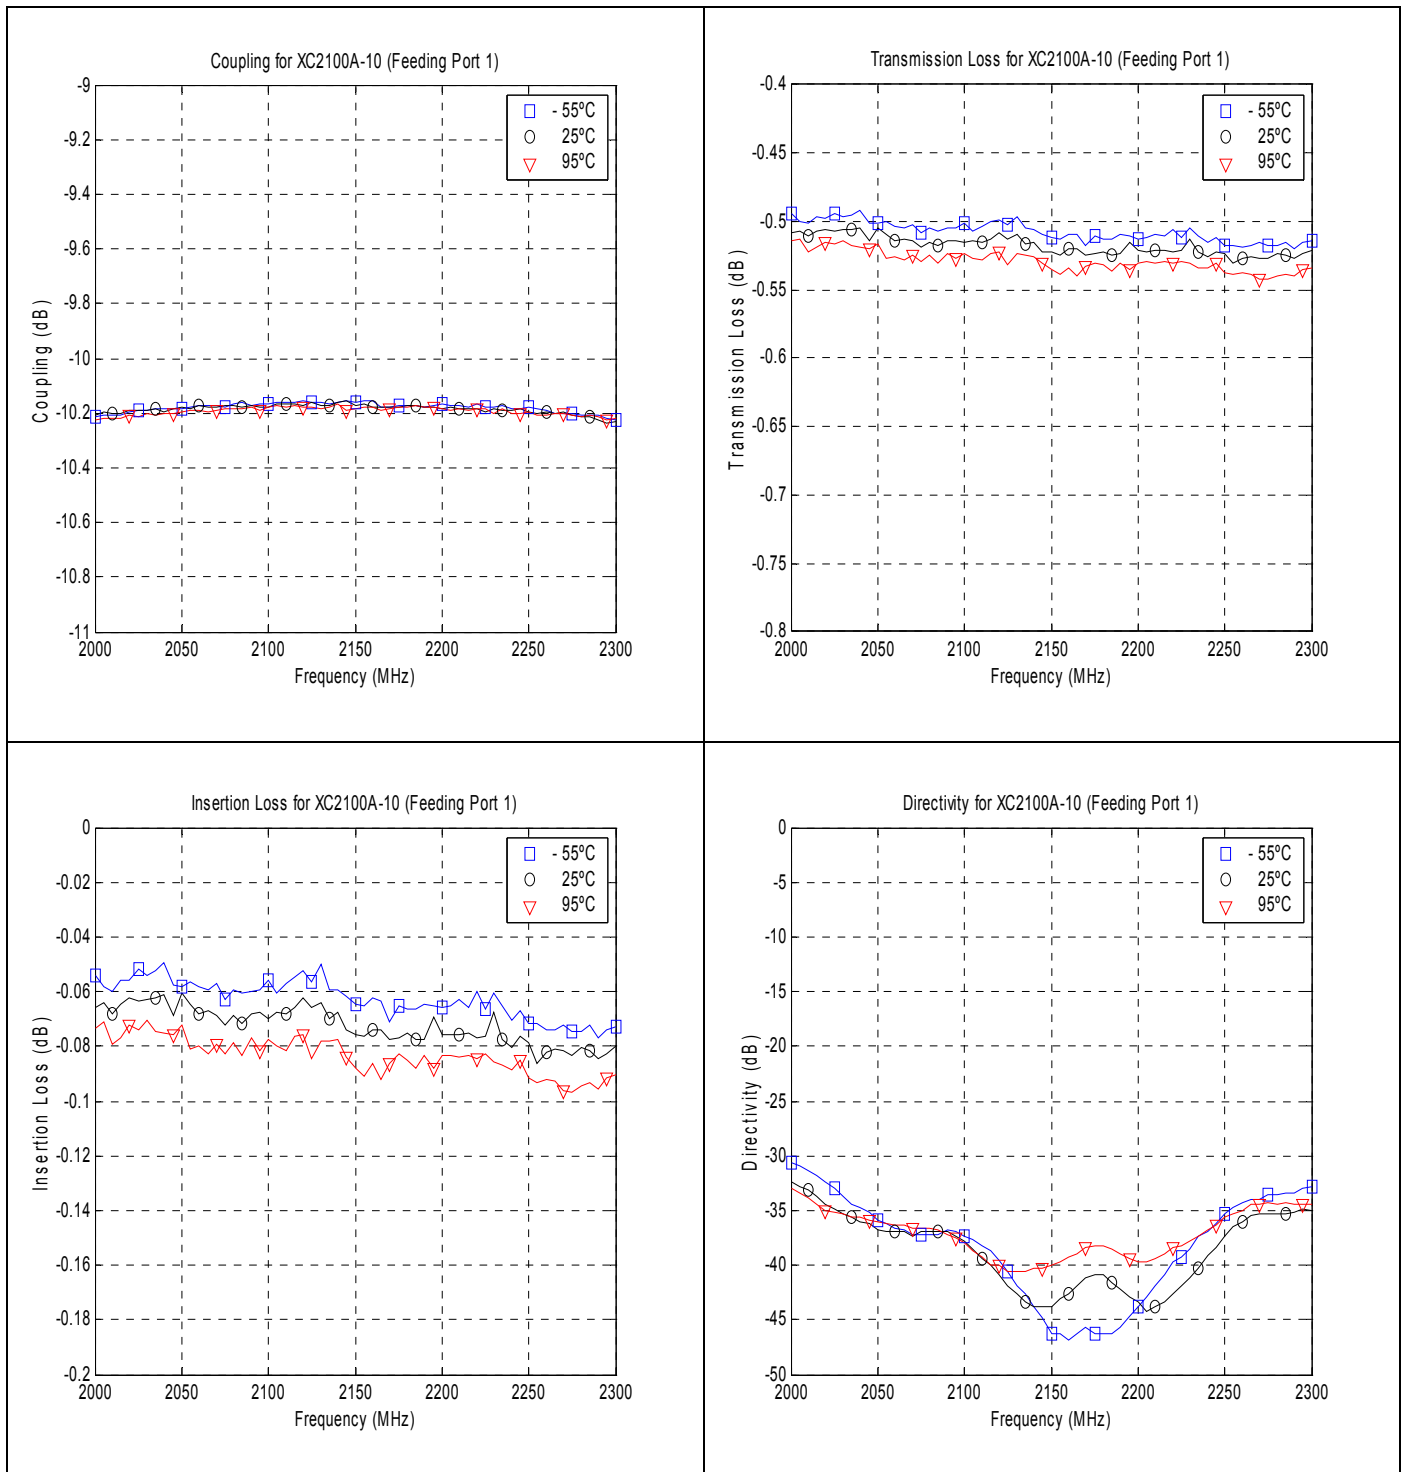 Coupling for XC2100A-10 (Feeding Port 1)
-9
-9.2
-9.4
-9.6
-9.8
-10
-10.2
-10.4
-10.6
-10.8
-11
Coupling (dB)
- 55ºC
25ºC
95ºC
2000 2050 2100 2150 2200 2250 2300
Frequency (MHz)
Transmission Loss for XC2100A-10 (Feeding Port 1)
-0.4
-0.45
-0.5
-0.55
-0.6
-0.65
-0.7
-0.75
-0.8
Transmission Loss (dB)
- 55ºC
25ºC
95ºC
2000 2050 2100 2150 2200 2250 2300
Frequency (MHz)
Insertion Loss for XC2100A-10 (Feeding Port 1)
0
-0.02
-0.04
-0.06
-0.08
-0.1
-0.12
-0.14
-0.16
-0.18
-0.2
Insertion Loss (dB)
- 55ºC
25ºC
95ºC
2000 2050 2100 2150 2200 2250 2300
Frequency (MHz)
Directivity for XC2100A-10 (Feeding Port 1)
0
-5
-10
-15
-20
-25
-30
-35
-40
-45
-50
Directivity (dB)
- 55ºC
25ºC
95ºC
2000 2050 2100 2150 2200 2250 2300
Frequency (MHz)